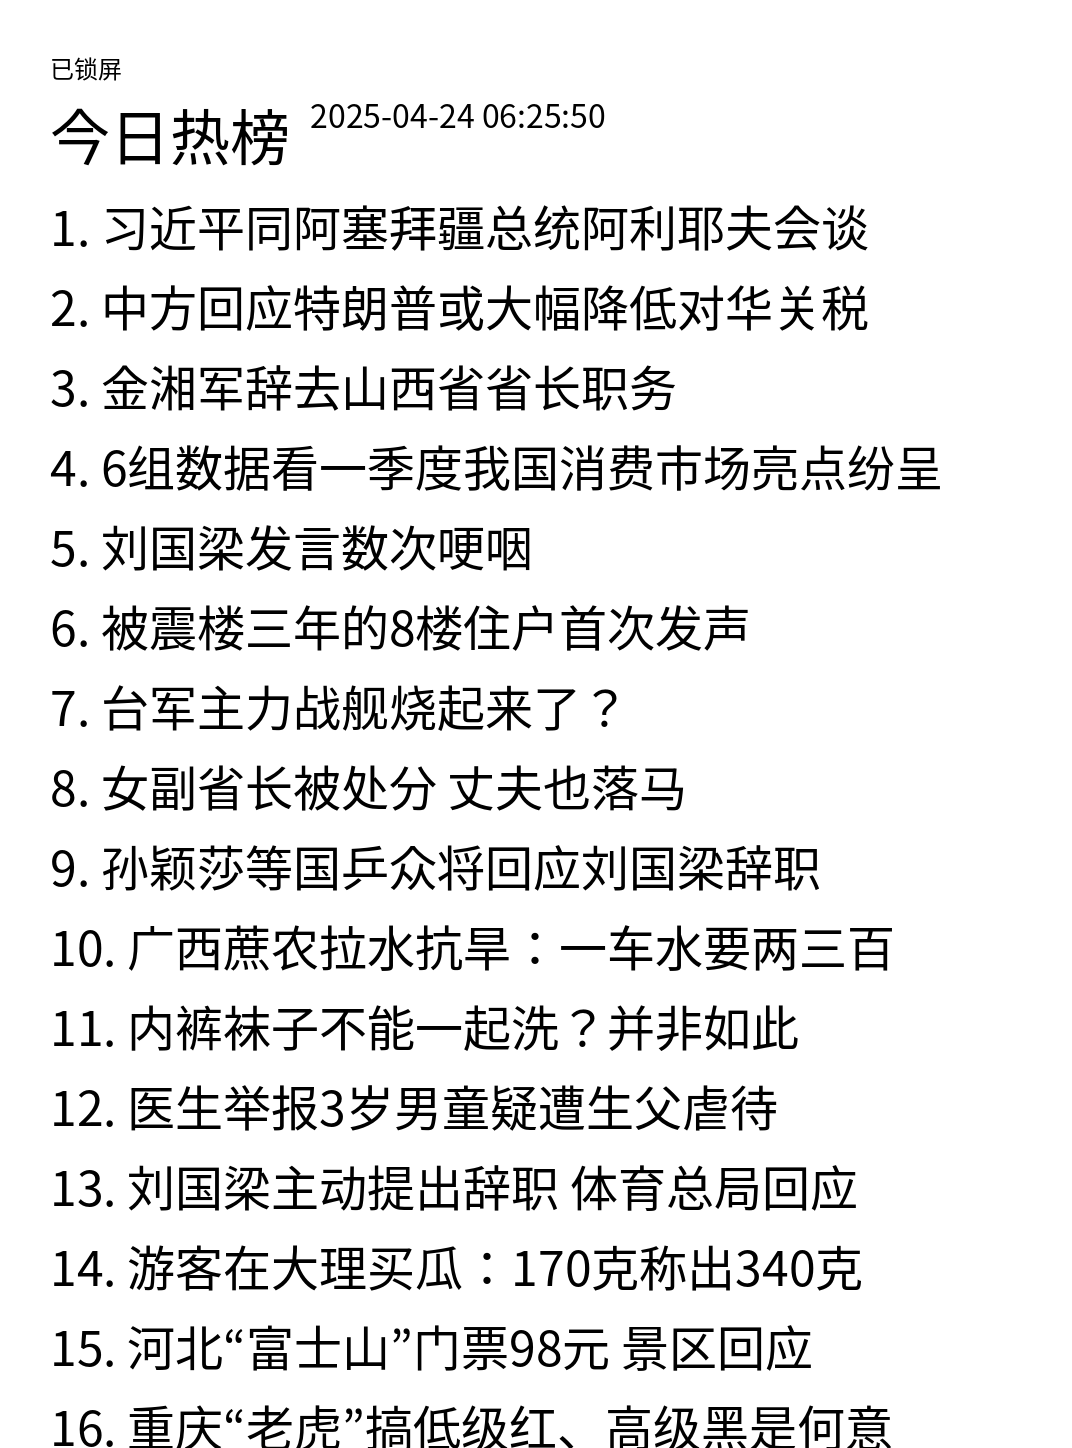 已锁屏
今日热榜 2025-04-24 06:25:50
1. 习近平同阿塞拜疆总统阿利耶夫会谈
2. 中方回应特朗普或大幅降低对华关税
3. 金湘军辞去山西省省长职务
4. 6组数据看一季度我国消费市场亮点纷呈
5. 刘国梁发言数次哽咽
6. 被震楼三年的8楼住户首次发声
7. 台军主力战舰烧起来了？
8. 女副省长被处分 丈夫也落马
9. 孙颖莎等国乒众将回应刘国梁辞职
10. 广西蔗农拉水抗旱：一车水要两三百
11. 内裤袜子不能一起洗？并非如此
12. 医生举报3岁男童疑遭生父虐待
13. 刘国梁主动提出辞职 体育总局回应
14. 游客在大理买瓜：170克称出340克
15. 河北“富士山”门票98元 景区回应
16. 重庆“老虎”搞低级红、高级黑是何意